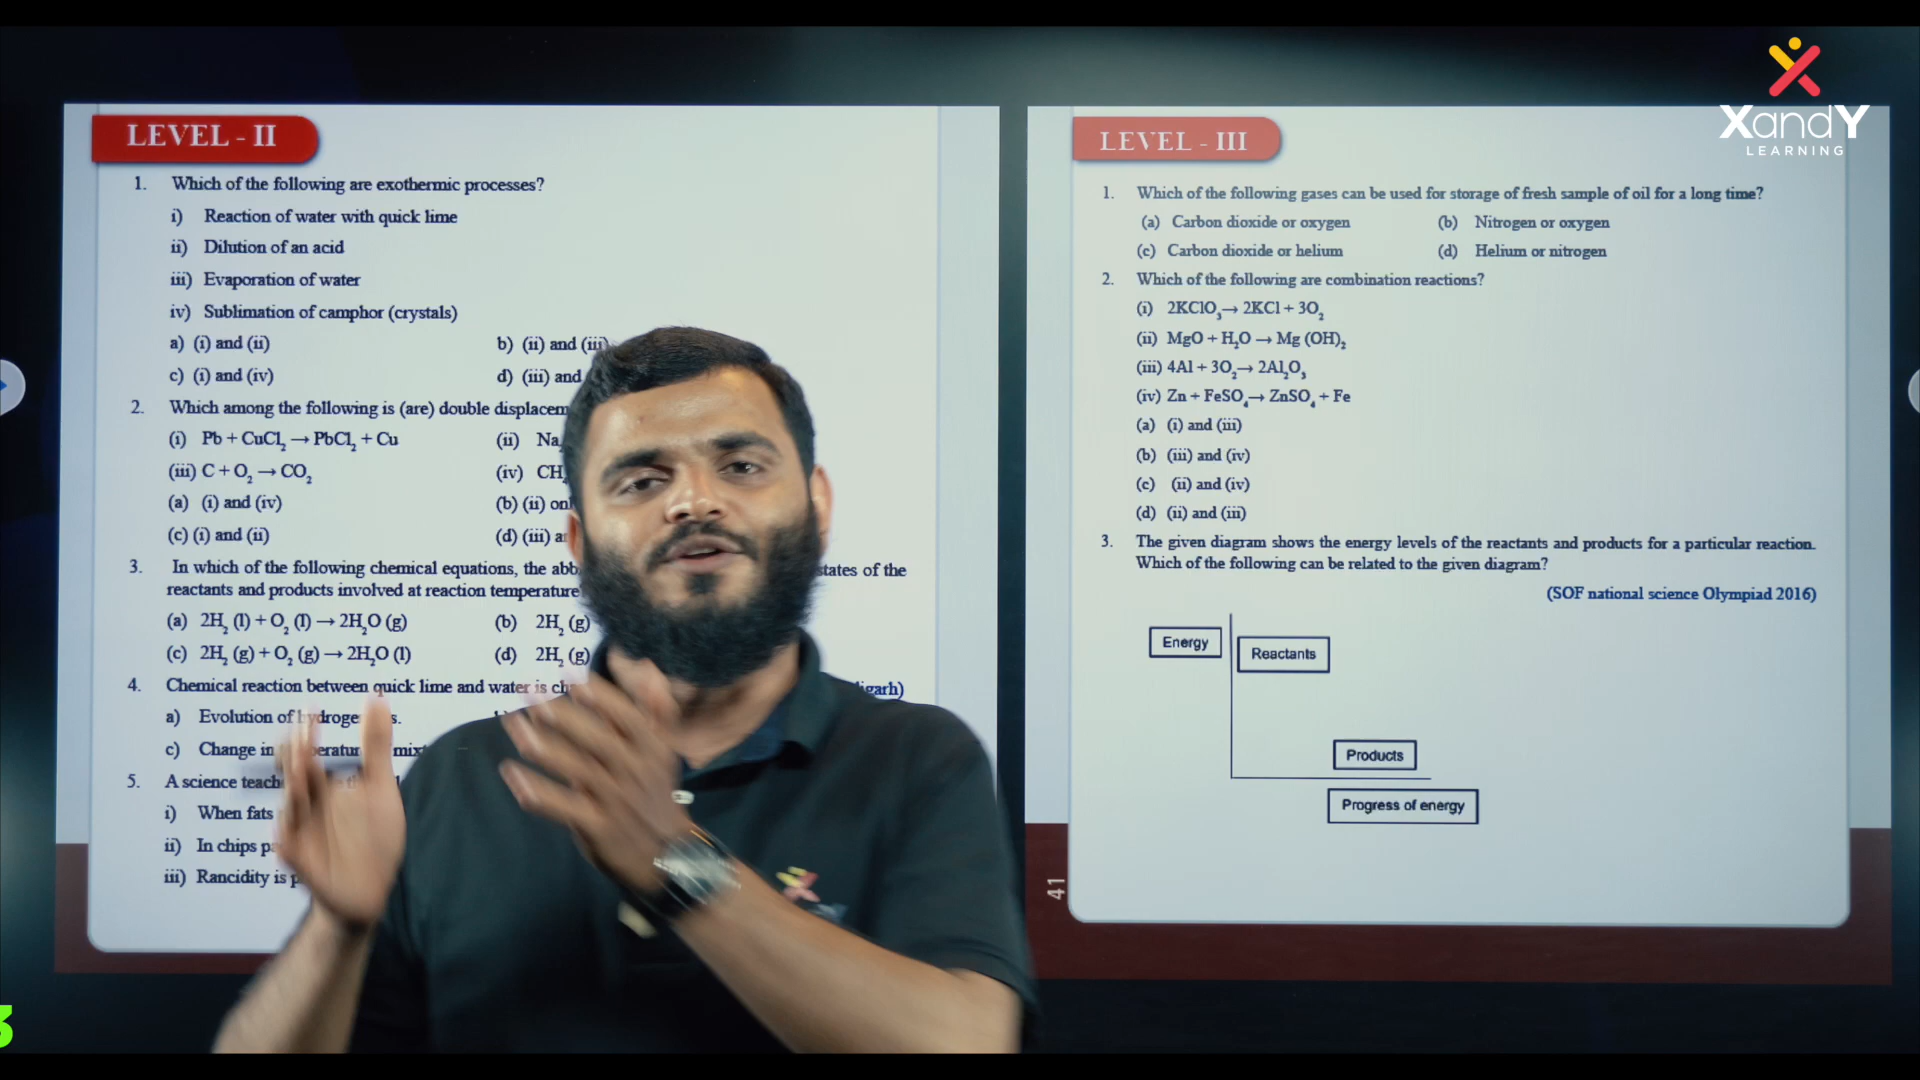 XandY
LEARNING
LEVEL - II
1. Which of the following are exothermic processes?
i) Reaction of water with quick lime
ii) Dilution of an acid
iii) Evaporation of water
iv) Sublimation of camphor (crystals)
a) (i) and (ii) b) (ii) and (iii)
c) (i) and (iv) d) (iii) and
2. Which among the following is (are) double
(i) Pb + CuCl₂ → PbCl₂ + Cu (ii) Na
(iii) C + O₂ → CO₂ (iv) CH₄
(a) (i) and (iv) (b) (ii)
(c) (i) and (ii) (d) (iii)
3. In which of the following chemical equations, the states of the
reactants and products involved at reaction temperature
(a) 2H₂ (l) + O₂ (l) → 2H₂O (g) (b) 2H₂ (g)
(c) 2H₂ (g) + O₂ (g) → 2H₂O (l) (d) 2H₂ (g)
4. Chemical reaction between quick lime and water is
a) Evolution of
c) Change in
5. A science
i) When fats
ii) In chips
iii) Rancidity is
LEVEL - III
1. Which of the following gases can be used for storage of fresh sample of oil for a long time?
(a) Carbon dioxide or oxygen (b) Nitrogen or oxygen
(c) Carbon dioxide or helium (d) Helium or nitrogen
2. Which of the following are combination reactions?
(i) 2KClO₃→ 2KCl + 3O₂
(ii) MgO + H₂O → Mg (OH)₂
(iii) 4Al + 3O₂→ 2Al₂O₃
(iv) Zn + FeSO₄→ ZnSO₄ + Fe
(a) (i) and (iii)
(b) (iii) and (iv)
(c) (ii) and (iv)
(d) (ii) and (iii)
3. The given diagram shows the energy levels of the reactants and products for a particular reaction.
Which of the following can be related to the given diagram?
(SOF national science Olympiad 2016)
Energy
Reactants
Products
Progress of energy
41